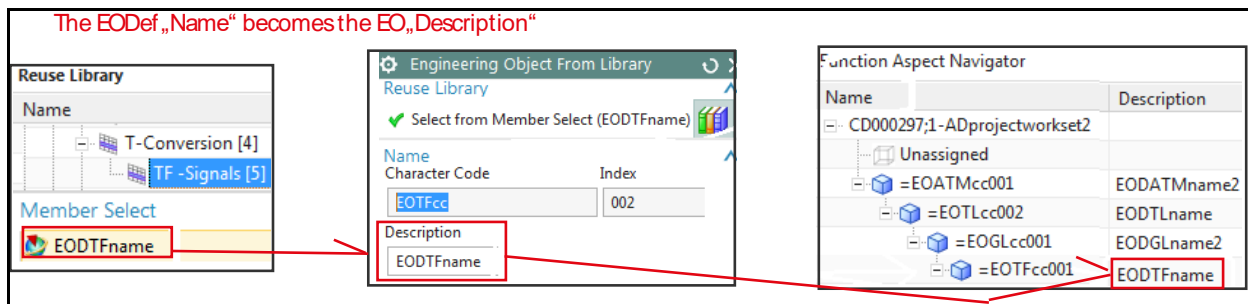 The EODef „Name“ becomes the EO „Description“
Reuse Library
Name
T-Conversion [4]
TF -Signals [5]
Member Select
EODTFname
Engineering Object From Library
Reuse Library
Select from Member Select (EODTFname)
Name
Character Code Index
EOTFcc 002
Description
EODTFname
Function Aspect Navigator
Name Description
CD000297;1-ADprojectworkset2
Unassigned
=EOATMcc001 EODATMname2
=EOTLcc002 EODTLname
=EOGLcc001 EODGLname2
=EOTFcc001 EODTFname